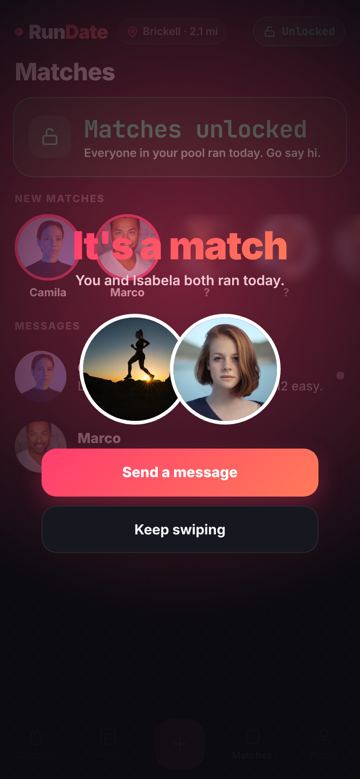 RunDate
Brickell · 2.1 mi
Unlocked
Matches
Matches unlocked
Everyone in your pool ran today. Go say hi.
NEW MATCHES
It's a match
You and Isabela both ran today.
Camila
Marco
?
?
MESSAGES
2 easy.
Marco
Send a message
Keep swiping
Matches